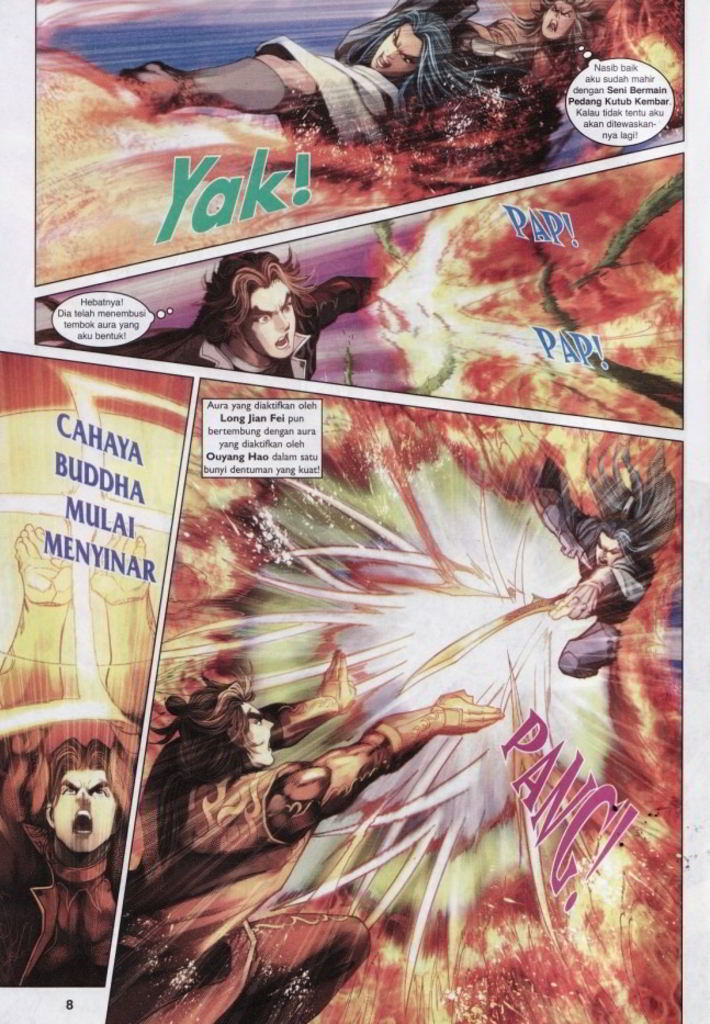 Nasib baik
aku sudah mahir
dengan Seni Bermain
Pedang Kutub Kembar.
Kalau tidak tentu aku
akan ditewaskan-
nya lagi!
Yak!
PAP!
Hebatnya!
Dia telah menembusi
tembok aura yang
aku bentuk!
PAP!
CAHAYA
BUDDHA
MULAI
MENYINAR
Aura yang diaktifkan oleh
Long Jian Fei pun
bertembung dengan aura
yang diaktifkan oleh
Ouyang Hao dalam satu
bunyi dentuman yang kuat!
PANG!
8